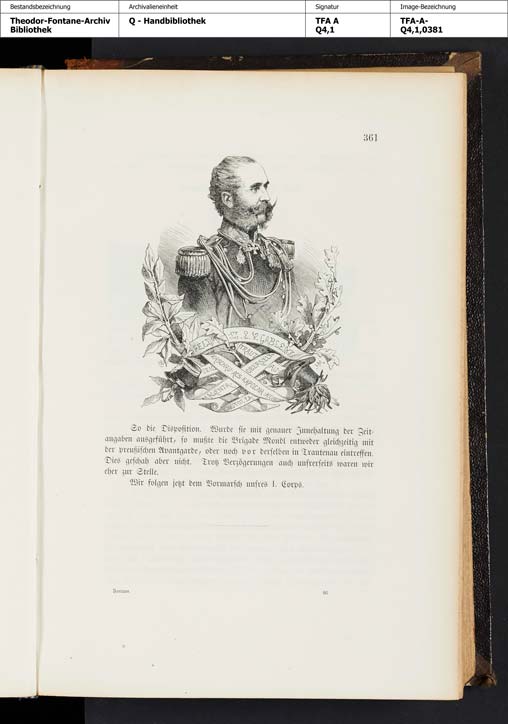 Bestandsbezeichnung Archivalieneinheit Signatur Image-Bezeichnung
Theodor-Fontane-Archiv Q - Handbibliothek TFA A TFA-A-
Bibliothek Q4,1 Q4,1,0381
361
So die Disposition. Wurde sie mit genauer Innehaltung der Zeit-
angaben ausgeführt, so mußte die Brigade Mondl entweder gleichzeitig mit
der preußischen Avantgarde, oder noch vor derselben in Trautenau eintreffen.
Dies geschah aber nicht. Trotz Verzögerungen auch unsrerseits waren wir
eher zur Stelle.
Wir folgen jetzt dem Vormarsch unsres I. Corps.
Fontane.